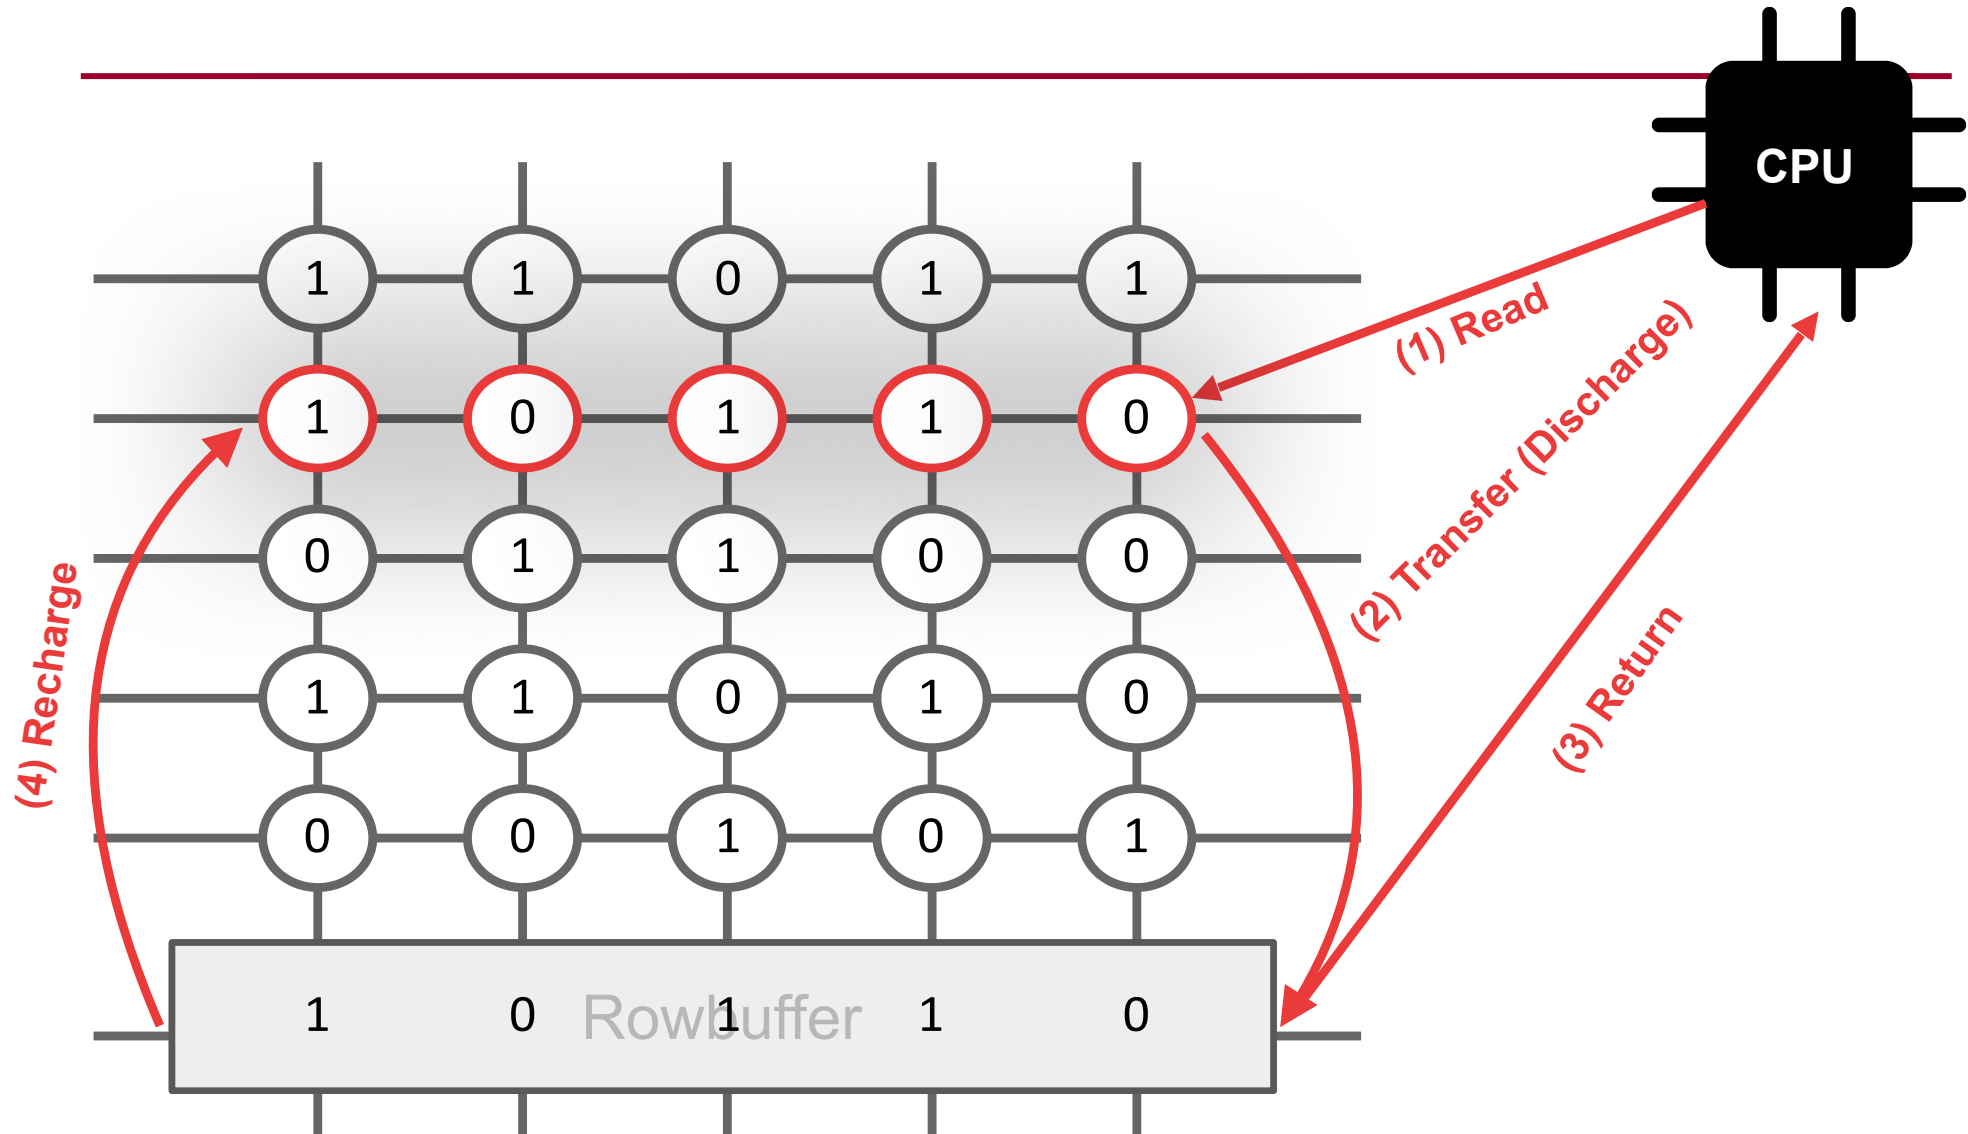 CPU
(1) Read
(2) Transfer (Discharge)
(3) Return
(4) Recharge
1 1 0 1 1
1 0 1 1 0
0 1 1 0 0
1 1 0 1 0
0 0 1 0 1
1 0 1 1 0
Rowbuffer